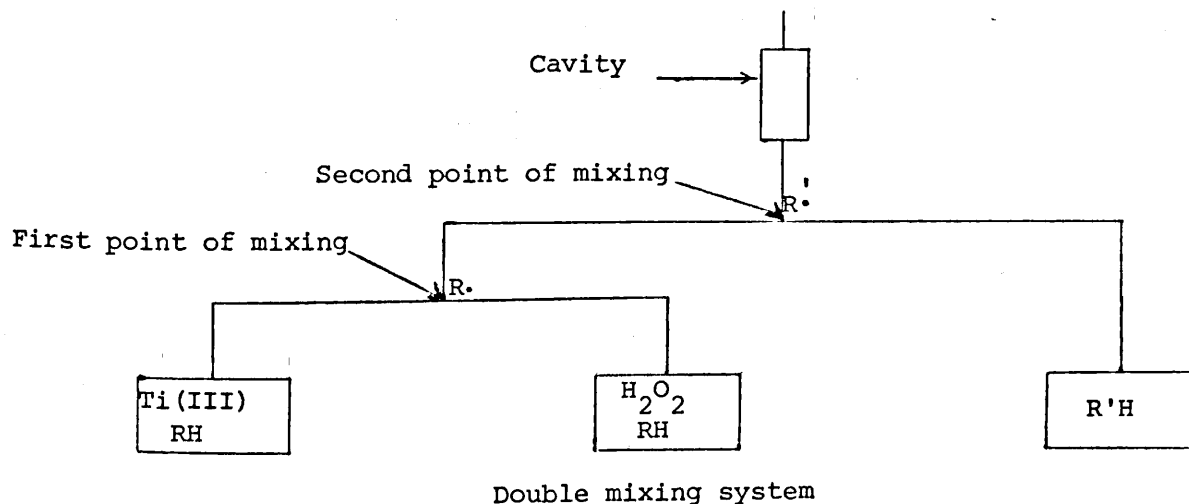 Cavity
Second point of mixing
R'•
First point of mixing
R•
Ti(III)
RH
H₂O₂
RH
R'H
Double mixing system